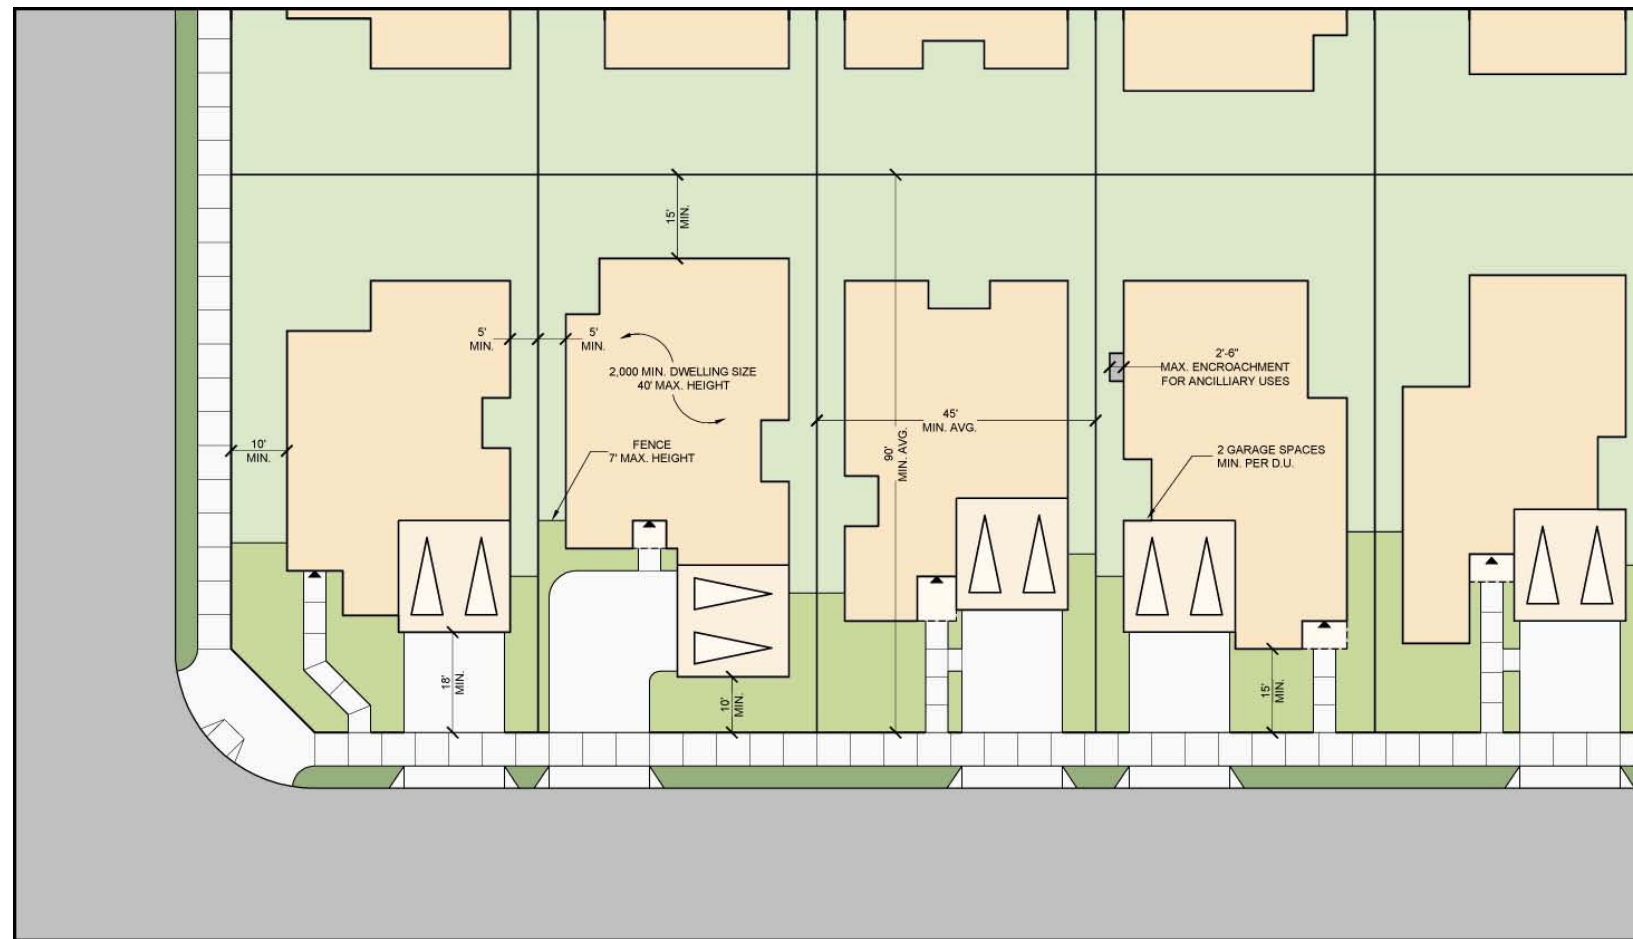 15'
MIN.
5'
MIN.
5'
MIN.
2,000 MIN. DWELLING SIZE
40' MAX. HEIGHT
2'-6"
MAX. ENCROACHMENT
FOR ANCILLIARY USES
45'
MIN. AVG.
90'
MIN. AVG.
10'
MIN.
FENCE
7' MAX. HEIGHT
2 GARAGE SPACES
MIN. PER D.U.
18'
MIN.
10'
MIN.
15'
MIN.